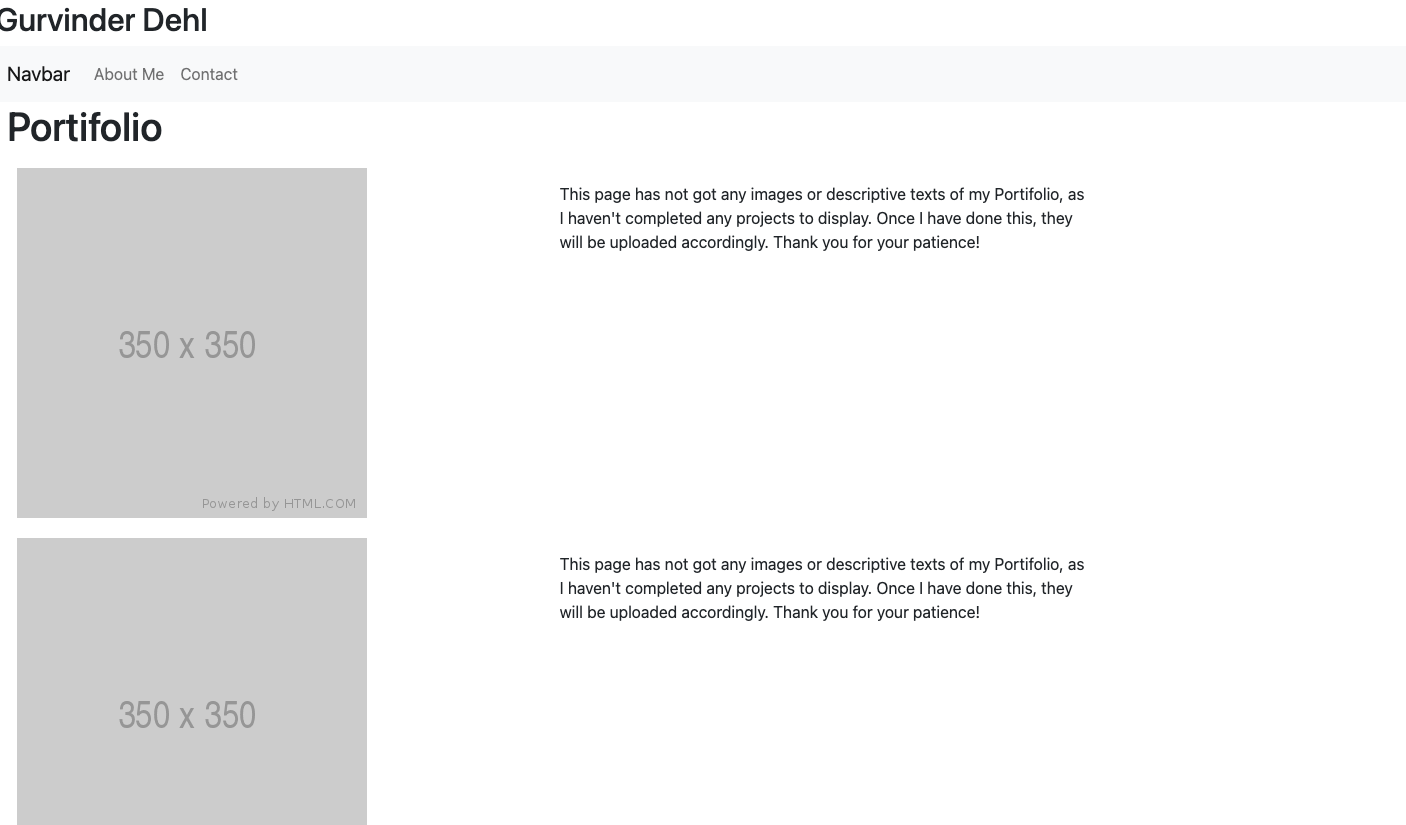 Gurvinder Dehl
Navbar About Me Contact
Portifolio
350 x 350
Powered by HTML.COM
This page has not got any images or descriptive texts of my Portifolio, as
I haven't completed any projects to display. Once I have done this, they
will be uploaded accordingly. Thank you for your patience!
350 x 350
This page has not got any images or descriptive texts of my Portifolio, as
I haven't completed any projects to display. Once I have done this, they
will be uploaded accordingly. Thank you for your patience!